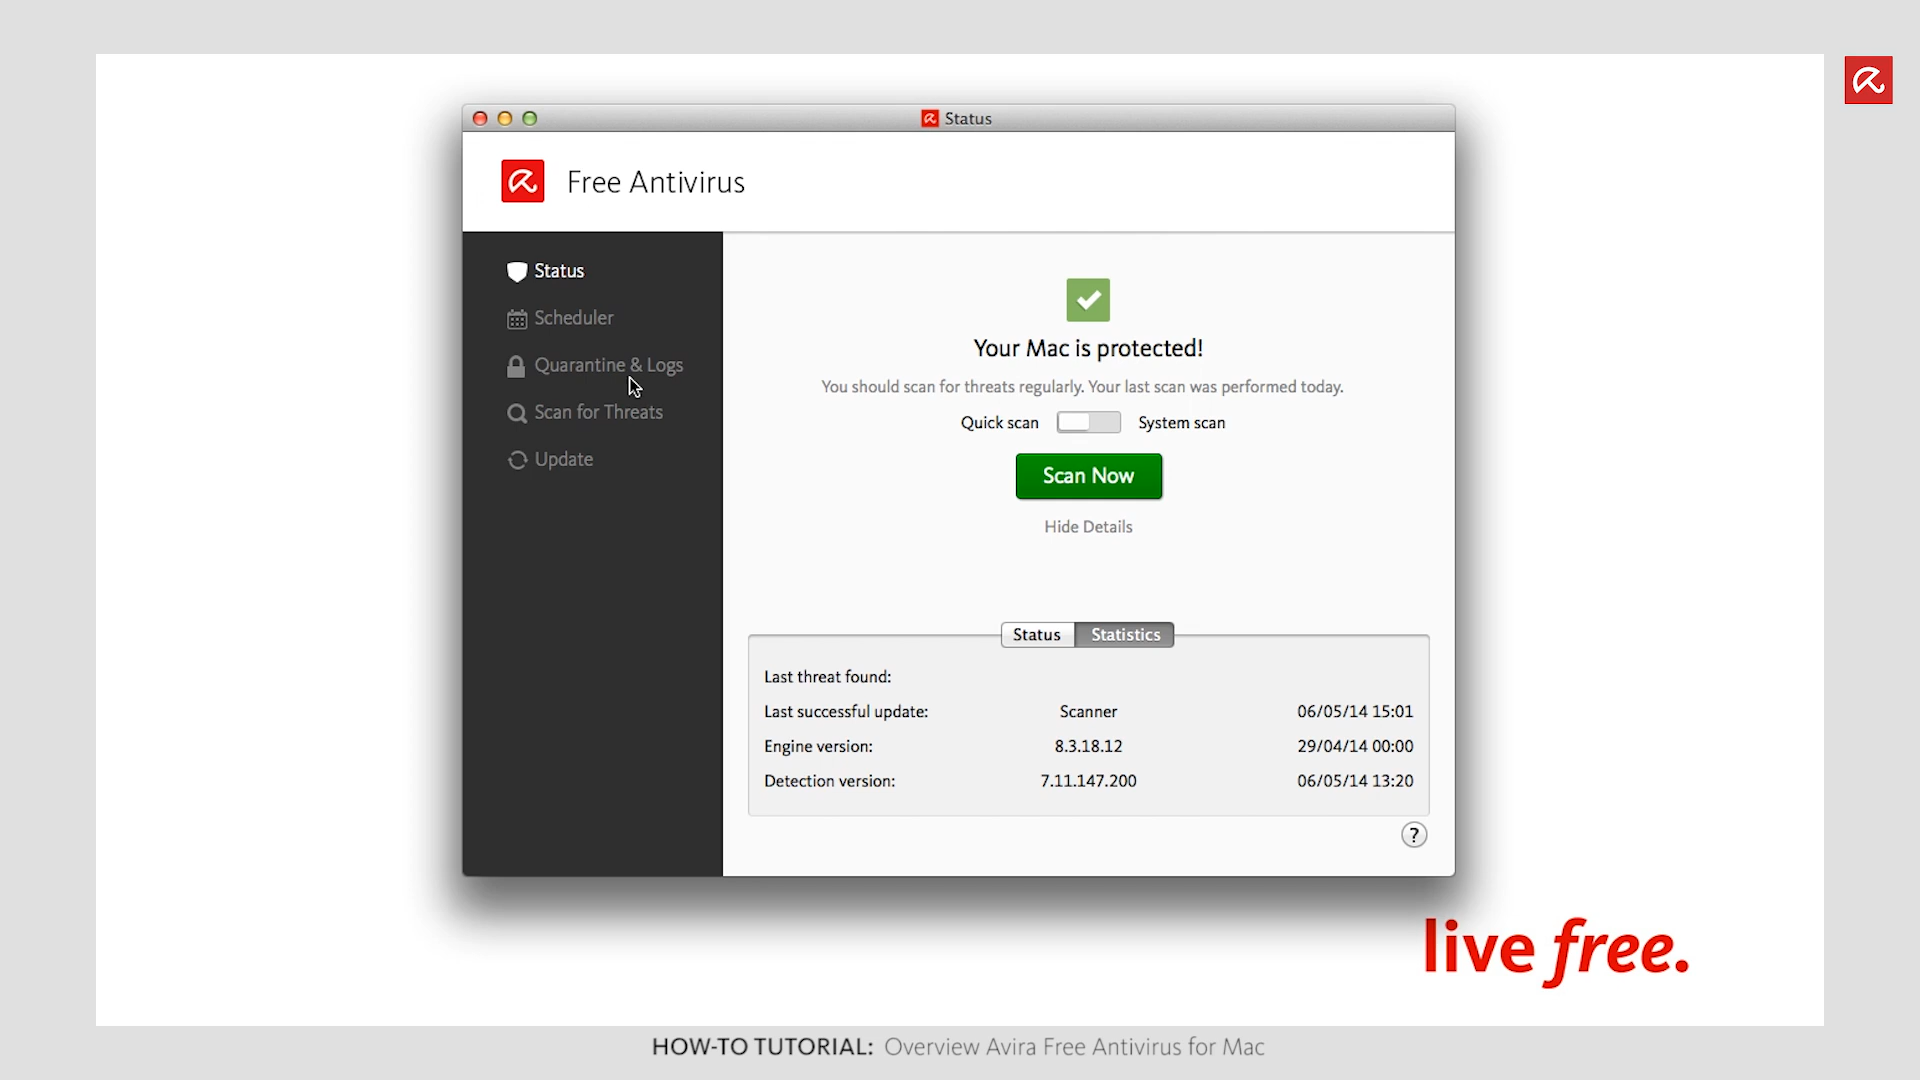 Status
Free Antivirus
Status
Scheduler
Quarantine & Logs
Scan for Threats
Update
Your Mac is protected!
You should scan for threats regularly. Your last scan was performed today.
Quick scan System scan
Scan Now
Hide Details
Status Statistics
Last threat found:
Last successful update: Scanner 06/05/14 15:01
Engine version: 8.3.18.12 29/04/14 00:00
Detection version: 7.11.147.200 06/05/14 13:20
?
live free.
HOW-TO TUTORIAL: Overview Avira Free Antivirus for Mac